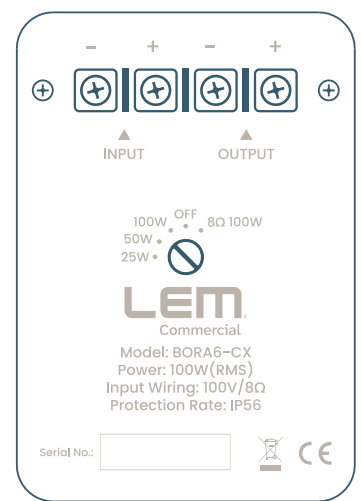 - + - +
INPUT OUTPUT
100W OFF 8Ω 100W
50W
25W
LEM
Commercial
Model: BORA6-CX
Power: 100W(RMS)
Input Wiring: 100V/8Ω
Protection Rate: IP56
Serial No.:
CE